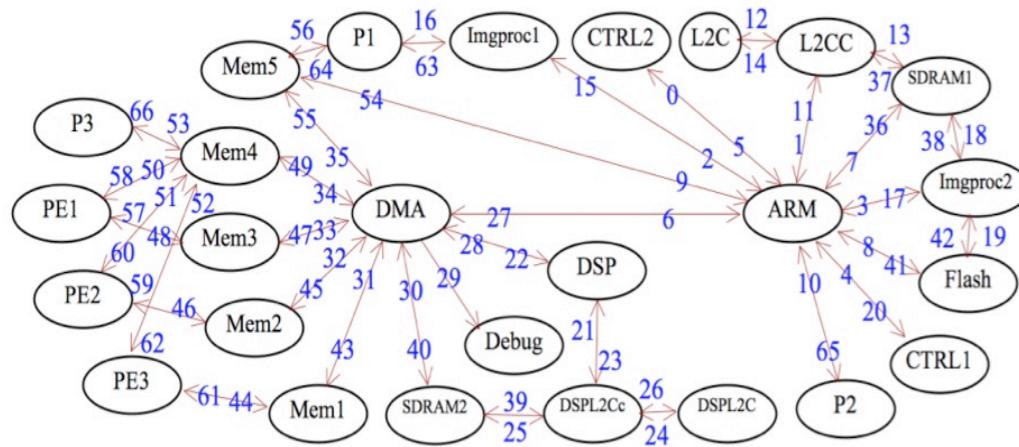 56 P1 16 Imgproc1 CTRL2 L2C 12 L2CC 13
Mem5 64 63 14 SDRAM1
15 0 37
54 11 36 38 18
P3 66 53 55
Mem4 49 35 2 5 1 7 Imgproc2
58 50 51 34 9
PE1 52 DMA 27 6 ARM 3 17
57 48 Mem3 47 33 28 8 42 19
60 32 22 DSP 10 4 41 Flash
PE2 59 31 30 29
46 45 20
Mem2 21
62 43 40 Debug 23 65 CTRL1
PE3 61 44 26
Mem1 SDRAM2 39 DSPL2Cc DSPL2C P2
25 24